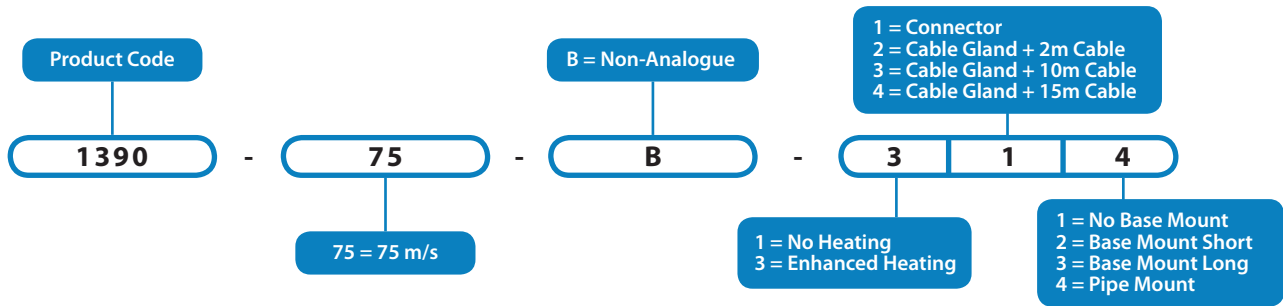 Product Code
B = Non-Analogue
1 = Connector
2 = Cable Gland + 2m Cable
3 = Cable Gland + 10m Cable
4 = Cable Gland + 15m Cable
1390 - 75 - B - 3 1 4
75 = 75 m/s
1 = No Heating
3 = Enhanced Heating
1 = No Base Mount
2 = Base Mount Short
3 = Base Mount Long
4 = Pipe Mount